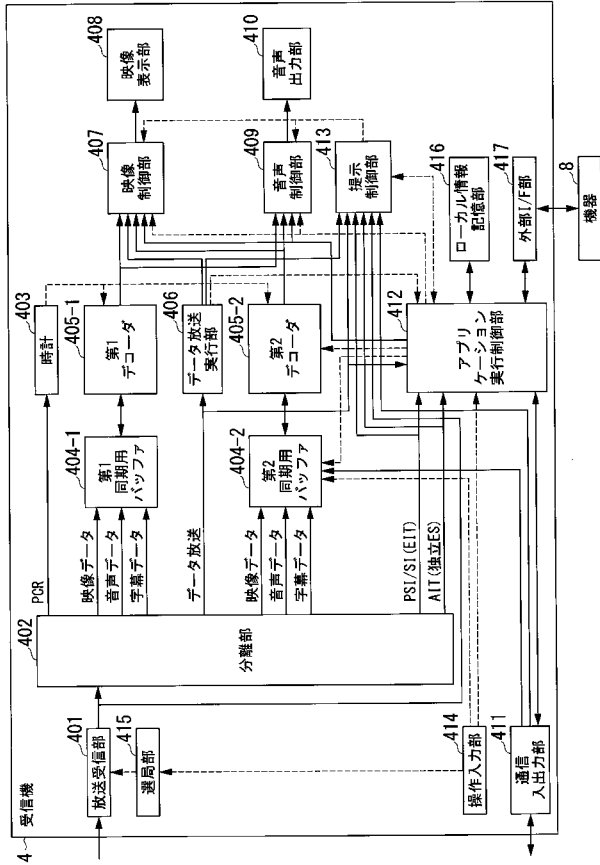 4
受信機
401
放送受信部
415
選局部
414
操作入力部
411
通信
入出力部
402
分離部
PCR
映像データ
音声データ
字幕データ
データ放送
映像データ
音声データ
字幕データ
PSI/SI(EIT)
AIT(独立ES)
403
時計
404-1
第1
同期用
バッファ
405-1
第1
デコーダ
406
データ放送
実行部
404-2
第2
同期用
バッファ
405-2
第2
デコーダ
412
アプリ
ケーション
実行制御部
407
映像
制御部
408
映像
表示部
409
音声
制御部
410
音声
出力部
413
提示
制御部
416
ローカル情報
記憶部
417
外部I/F部
8
機器